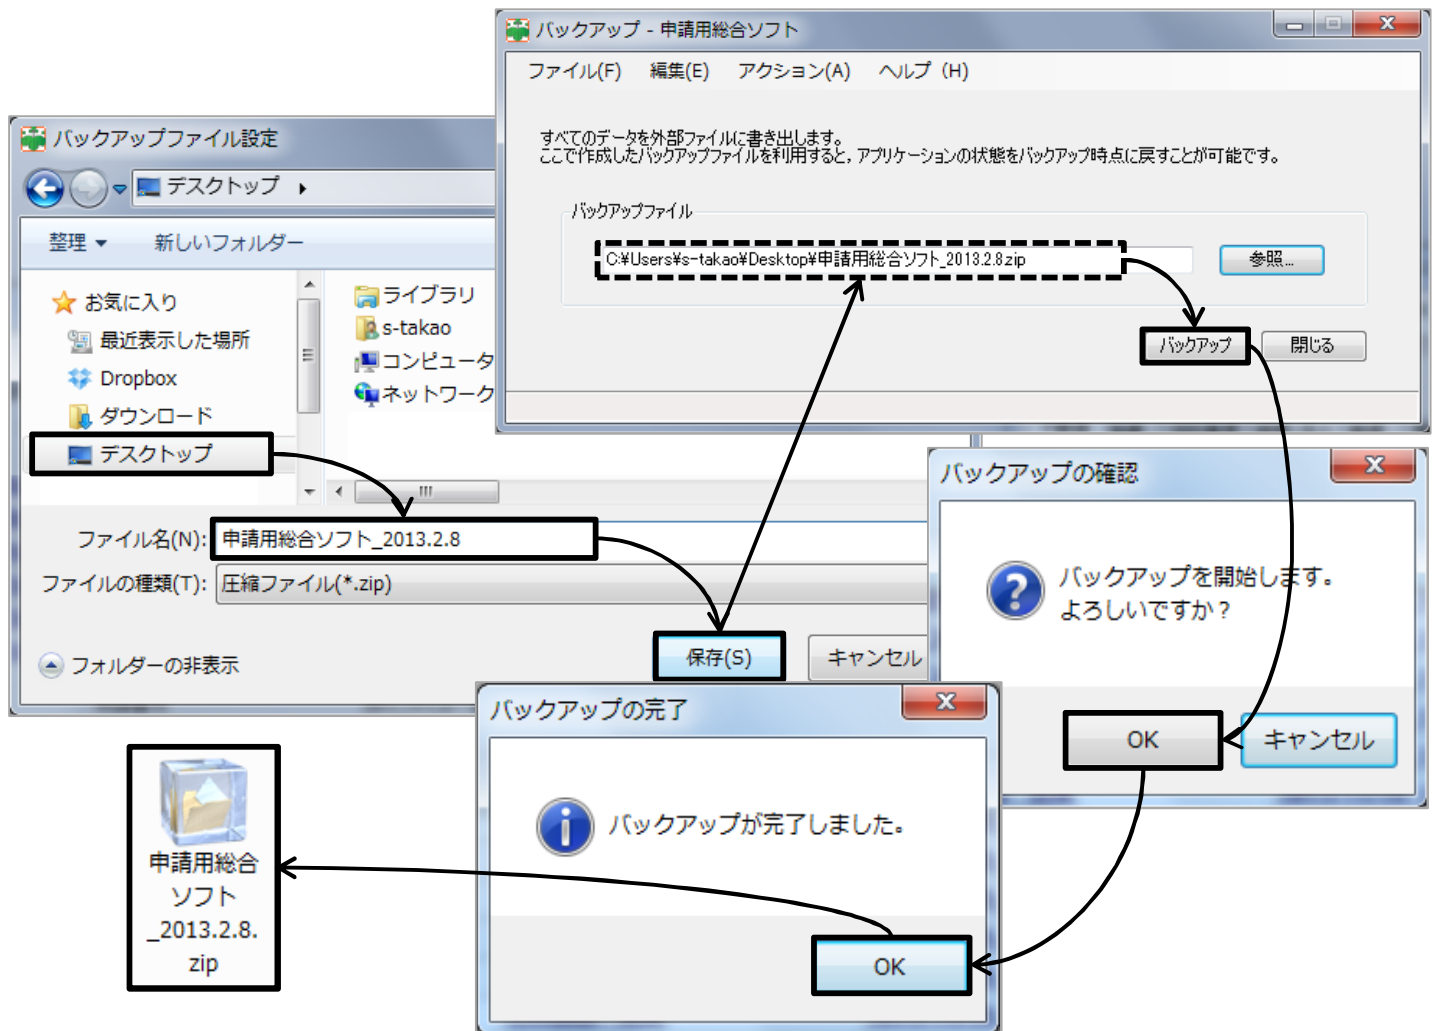 バックアップ - 申請用総合ソフト
ファイル(F) 編集(E) アクション(A) ヘルプ (H)
すべてのデータを外部ファイルに書き出します。
ここで作成したバックアップファイルを利用すると, アプリケーションの状態をバックアップ時点に戻すことが可能です。
バックアップファイル
C:¥Users¥s-takao¥Desktop¥申請用総合ソフト_2013.2.8.zip
参照...
バックアップ
閉じる
バックアップファイル設定
デスクトップ
整理 新しいフォルダー
お気に入り
最近表示した場所
Dropbox
ダウンロード
デスクトップ
ライブラリ
s-takao
コンピュータ
ネットワーク
ファイル名(N): 申請用総合ソフト_2013.2.8
ファイルの種類(T): 圧縮ファイル(*.zip)
フォルダーの非表示
保存(S)
キャンセル
バックアップの確認
バックアップを開始します。
よろしいですか？
OK
キャンセル
バックアップの完了
バックアップが完了しました。
OK
申請用総合
ソフト
_2013.2.8.
zip